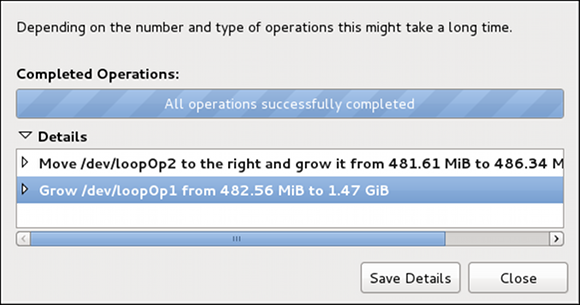 Depending on the number and type of operations this might take a long time.
Completed Operations:
All operations successfully completed
Details
Move /dev/loop0p2 to the right and grow it from 481.61 MiB to 486.34 M
Grow /dev/loop0p1 from 482.56 MiB to 1.47 GiB
Save Details
Close